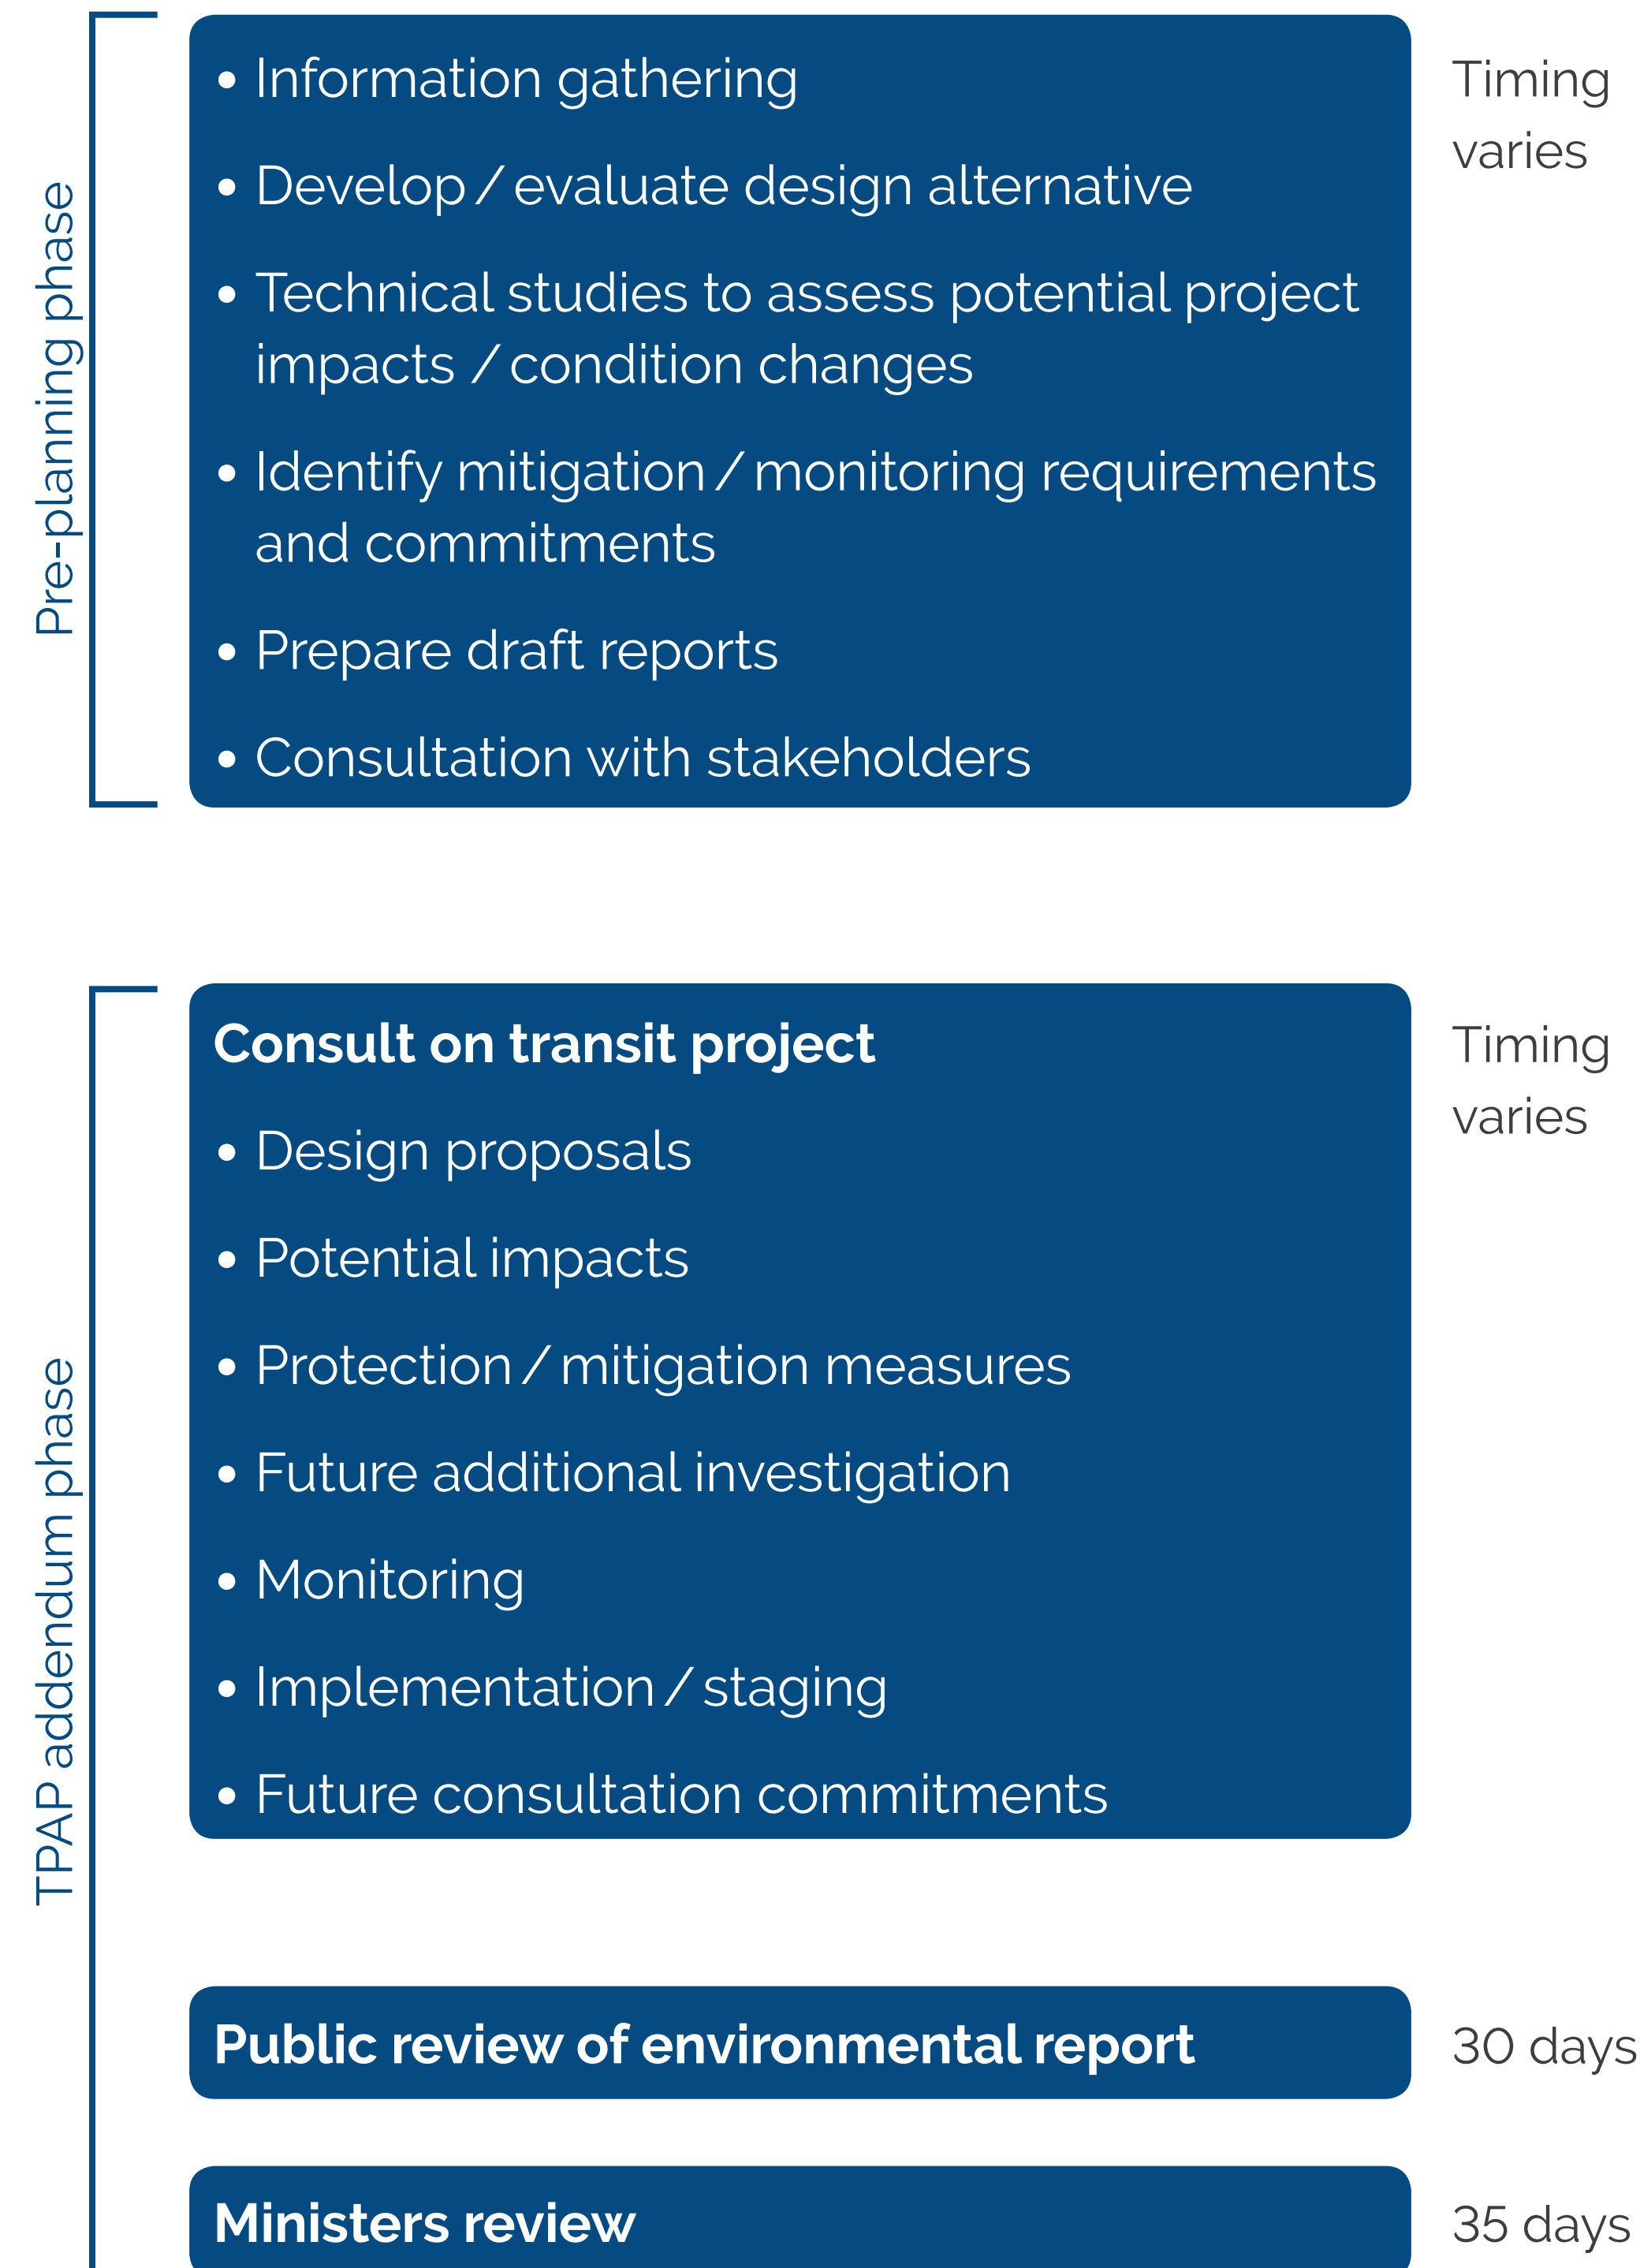 Pre-planning phase
• Information gathering
• Develop / evaluate design alternative
• Technical studies to assess potential project
impacts / condition changes
• Identify mitigation / monitoring requirements
and commitments
• Prepare draft reports
• Consultation with stakeholders
Timing
varies
TPAP addendum phase
Consult on transit project
• Design proposals
• Potential impacts
• Protection / mitigation measures
• Future additional investigation
• Monitoring
• Implementation / staging
• Future consultation commitments
Timing
varies
Public review of environmental report
30 days
Ministers review
35 days